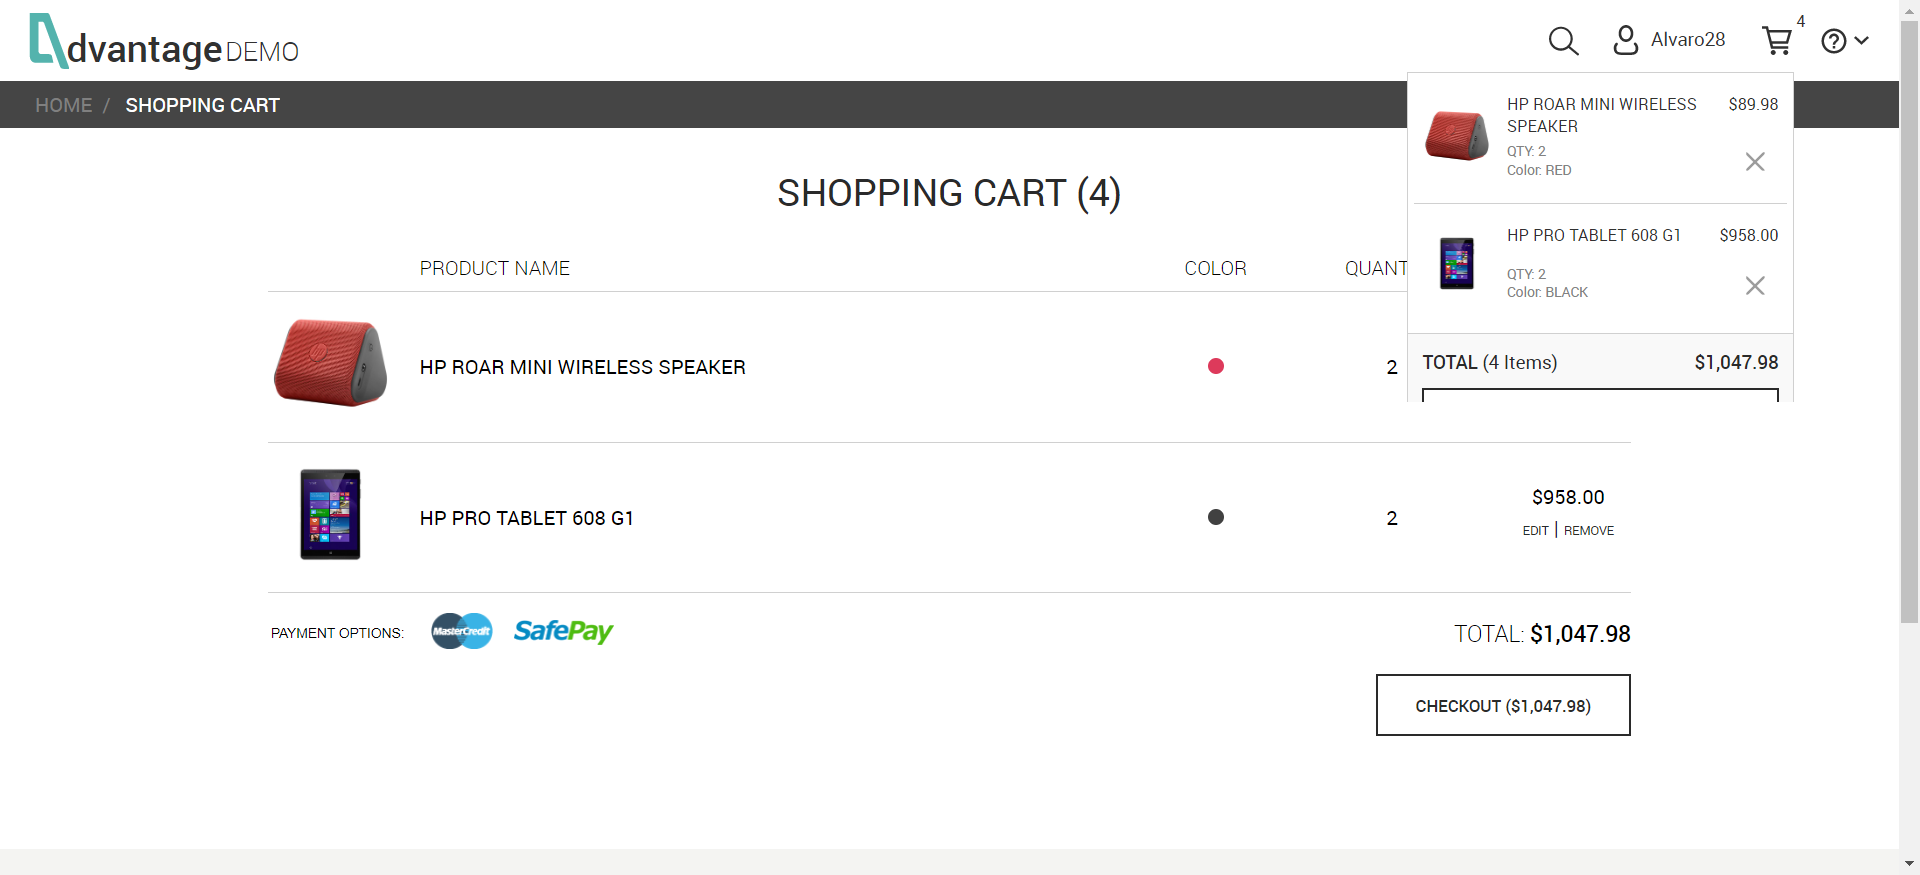 dvantage DEMO
Alvaro28
4
HOME / SHOPPING CART
HP ROAR MINI WIRELESS
SPEAKER
$89.98
QTY: 2
Color: RED
HP PRO TABLET 608 G1
$958.00
QTY: 2
Color: BLACK
TOTAL (4 Items)
$1,047.98
SHOPPING CART (4)
PRODUCT NAME
COLOR
QUANT
HP ROAR MINI WIRELESS SPEAKER
2
HP PRO TABLET 608 G1
2
$958.00
EDIT | REMOVE
PAYMENT OPTIONS:
MasterCredit
SafePay
TOTAL: $1,047.98
CHECKOUT ($1,047.98)